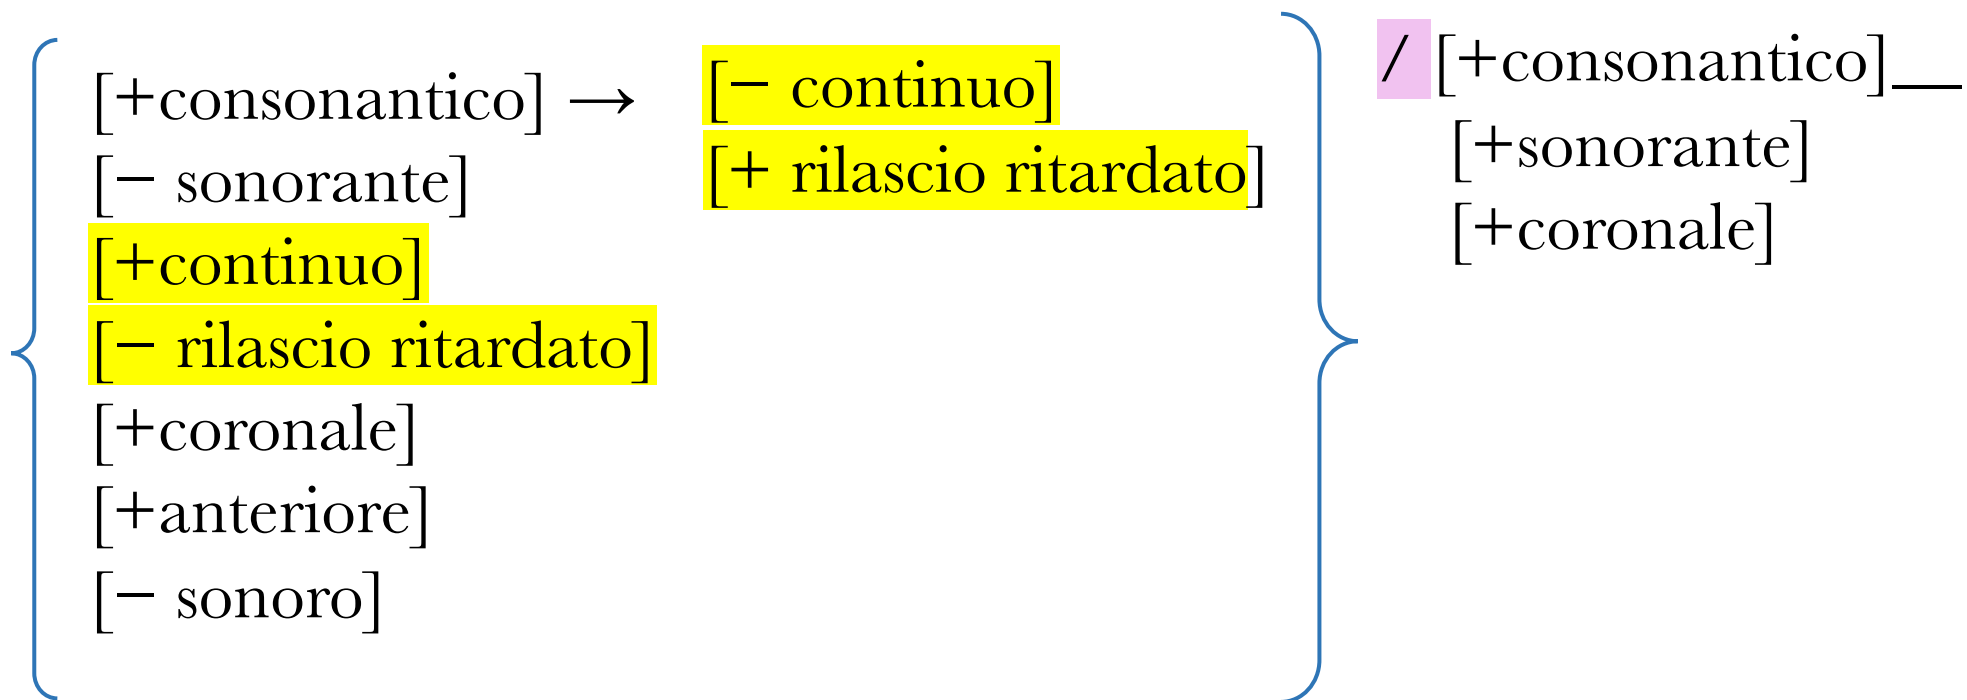 [+consonantico] → [− continuo] / [+consonantico]__
[− sonorante] [+ rilascio ritardato] [+sonorante]
[+continuo] [+coronale]
[− rilascio ritardato]
[+coronale]
[+anteriore]
[− sonoro]